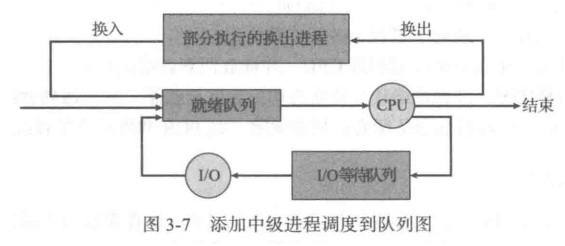 换入
部分执行的换出进程
换出
就绪队列
CPU
结束
I/O
I/O等待队列
图 3-7 添加中级进程调度到队列图